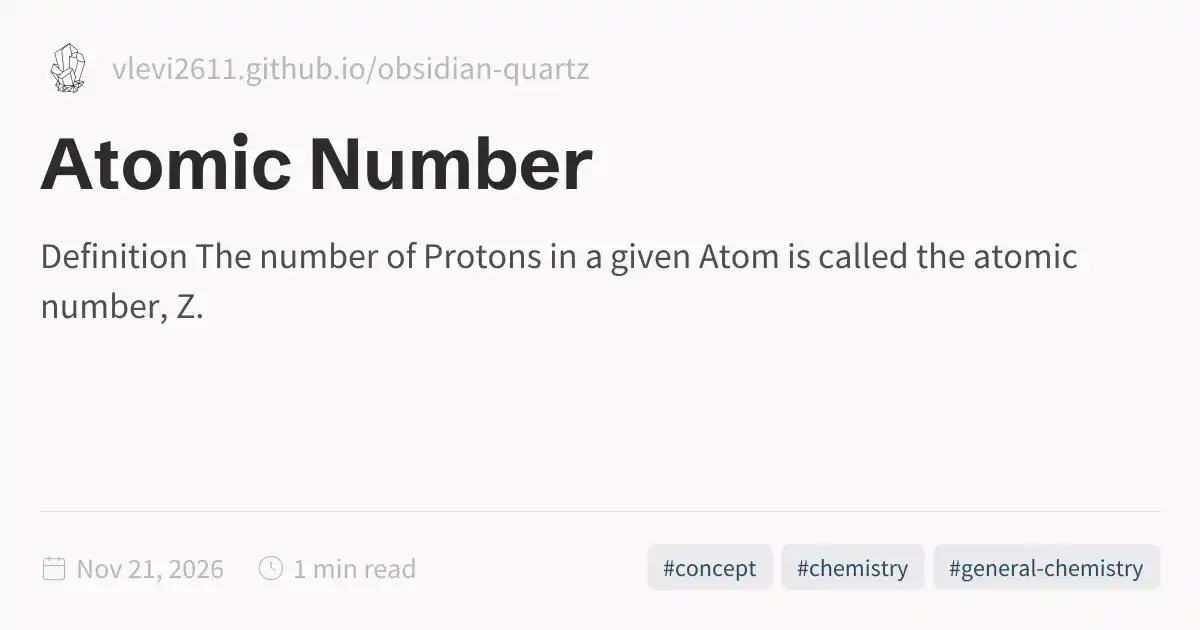 vlevi2611.github.io/obsidian-quartz
Atomic Number
Definition The number of Protons in a given Atom is called the atomic
number, Z.
Nov 21, 2026 1 min read #concept #chemistry #general-chemistry